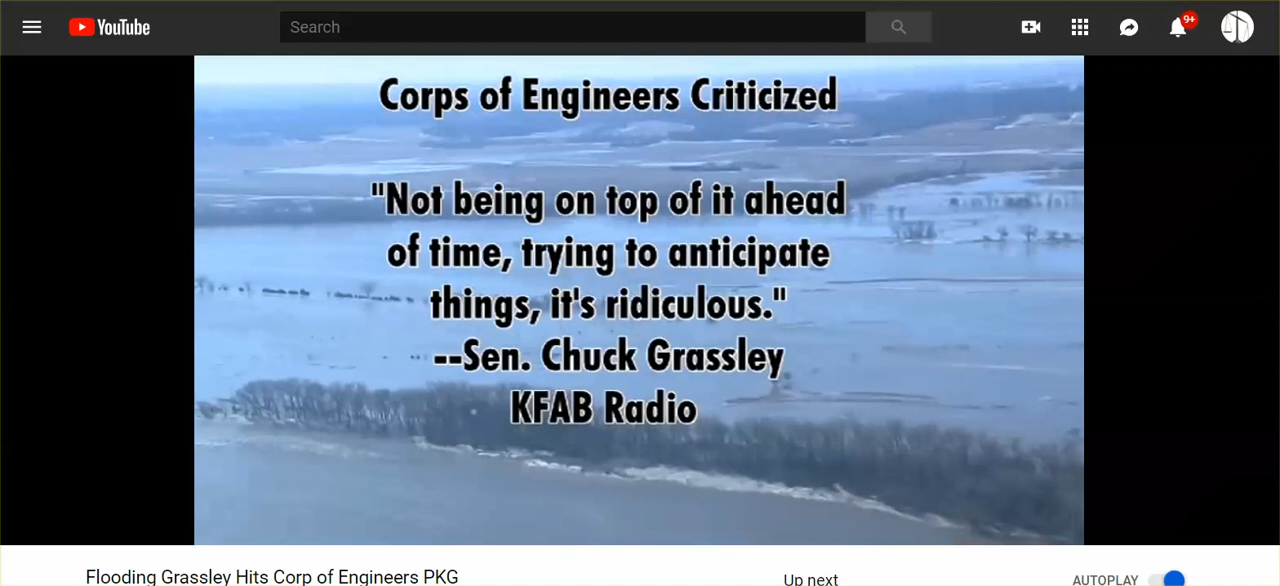 YouTube
Search
9+
Corps of Engineers Criticized
"Not being on top of it ahead
of time, trying to anticipate
things, it's ridiculous."
--Sen. Chuck Grassley
KFAB Radio
Flooding Grassley Hits Corp of Engineers PKG
Up next
AUTOPLAY